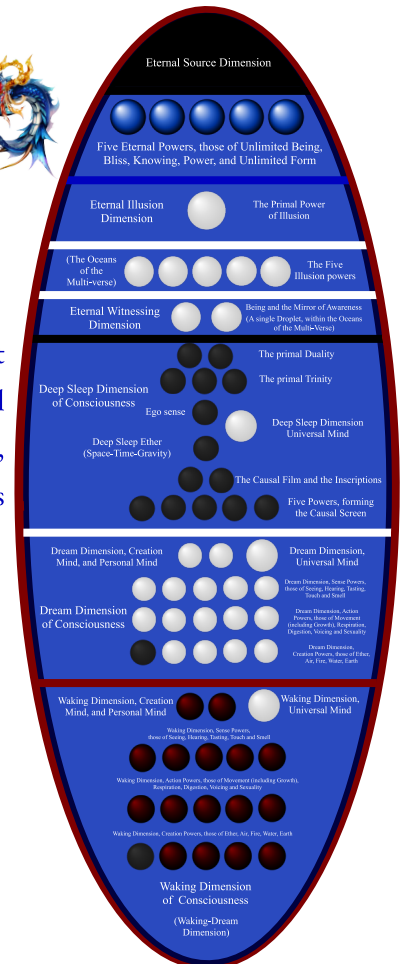 Eternal Source Dimension
Five Eternal Powers, those of Unlimited Being,
Bliss, Knowing, Power, and Unlimited Form
Eternal Illusion
Dimension
The Primal Power
of Illusion
(The Oceans
of the
Multi-verse)
The Five
Illusion powers
Eternal Witnessing
Dimension
Being and the Mirror of Awareness
(A single Droplet, within the Oceans
of the Multi-Verse)
t
l
,
s
The primal Duality
Deep Sleep Dimension
of Consciousness
The primal Trinity
Ego sense
Deep Sleep Dimension
Universal Mind
Deep Sleep Ether
(Space-Time-Gravity)
The Causal Film and the Inscriptions
Five Powers, forming
the Causal Screen
Dream Dimension, Creation
Mind, and Personal Mind
Dream Dimension,
Universal Mind
Dream Dimension, Sense Powers,
those of Seeing, Hearing, Tasting,
Touch and Smell
Dream Dimension
of Consciousness
Dream Dimension, Action
Powers, those of Movement
(including Growth), Respiration,
Digestion, Voicing and Sexuality
Dream Dimension,
Creation Powers, those of Ether,
Air, Fire, Water, Earth
Waking Dimension, Creation
Mind, and Personal Mind
Waking Dimension,
Universal Mind
Waking Dimension, Sense Powers,
those of Seeing, Hearing, Tasting, Touch and Smell
Waking Dimension, Action Powers, those of Movement (including Growth),
Respiration, Digestion, Voicing and Sexuality
Waking Dimension, Creation Powers, those of Ether, Air, Fire, Water, Earth
Waking Dimension
of Consciousness
(Waking-Dream
Dimension)